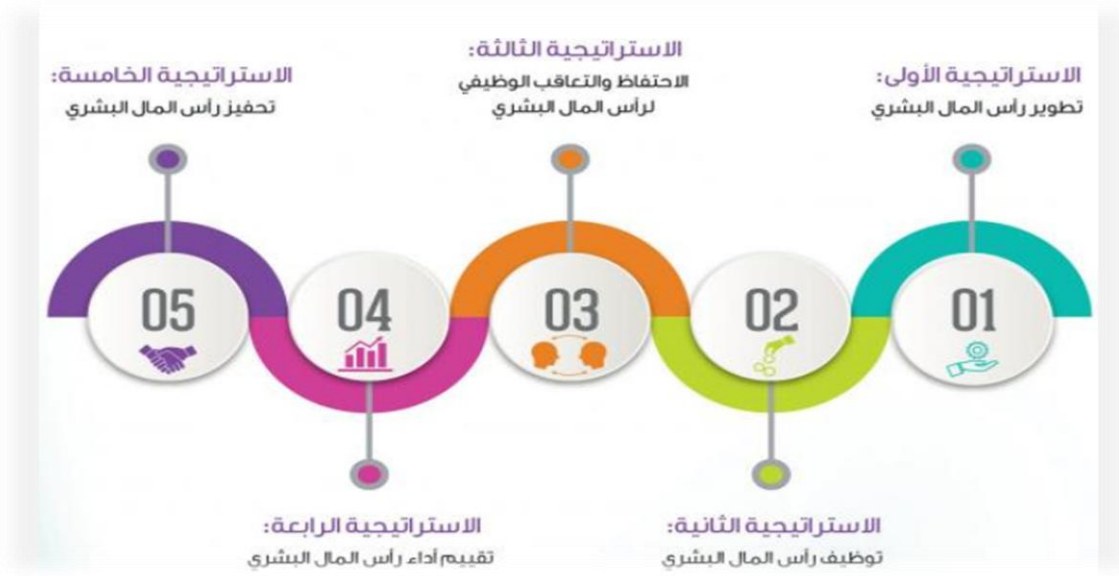 الاستراتيجية الأولى:
تطوير رأس المال البشري
01
الاستراتيجية الثانية:
توظيف رأس المال البشري
02
الاستراتيجية الثالثة:
الاحتفاظ والتعاقب الوظيفي
لرأس المال البشري
03
الاستراتيجية الرابعة:
تقييم أداء رأس المال البشري
04
الاستراتيجية الخامسة:
تحفيز رأس المال البشري
05